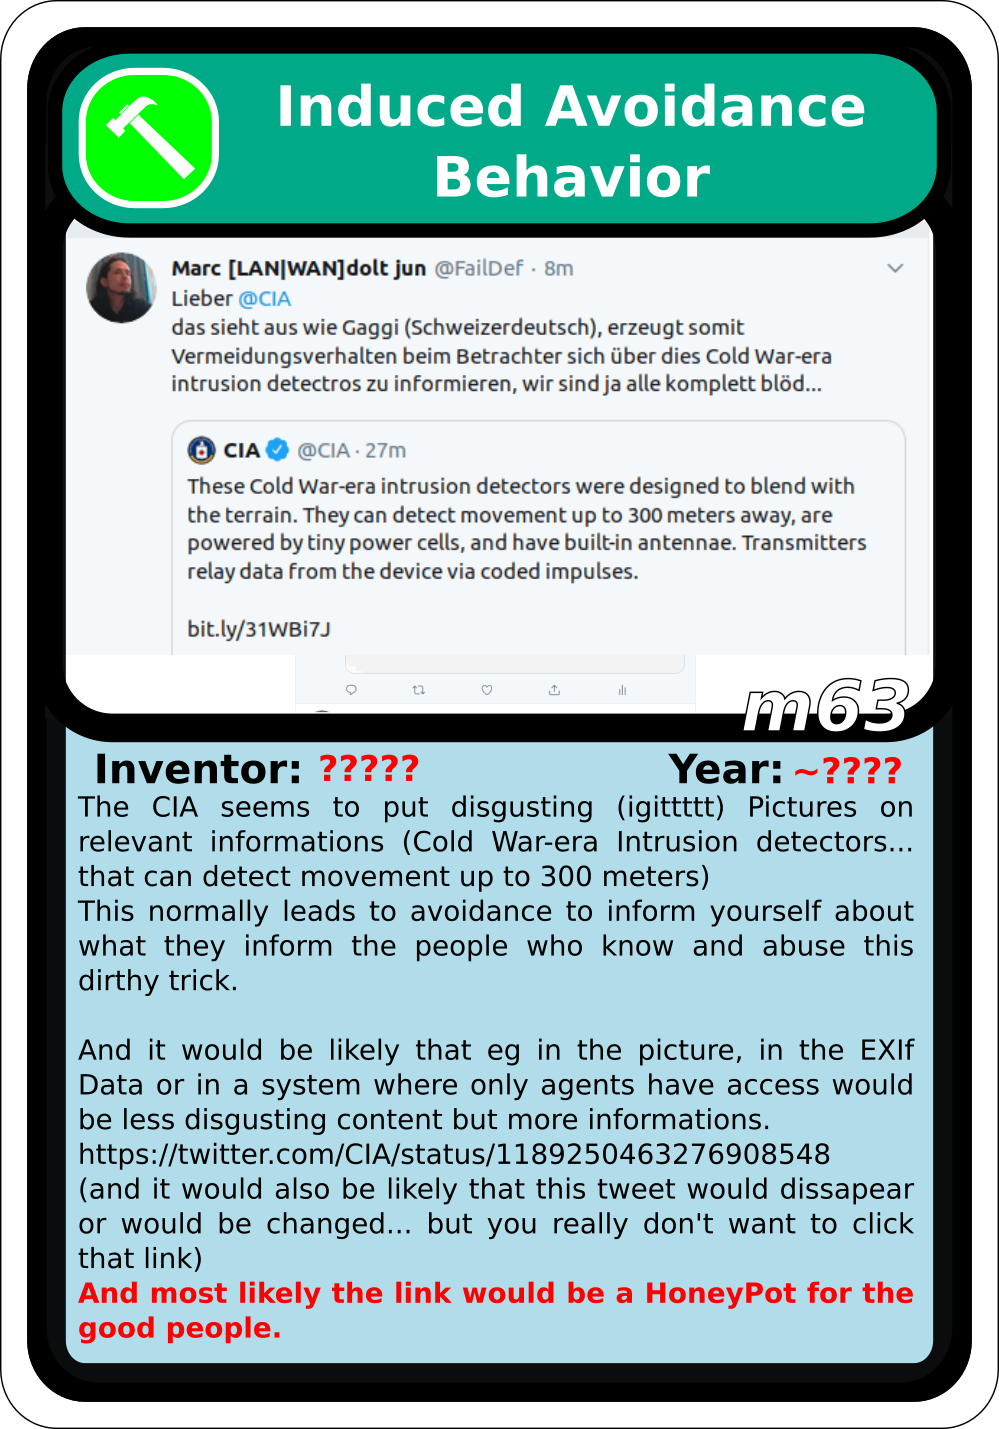 Induced Avoidance
Behavior
Marc [LAN|WAN]dolt jun @FailDef · 8m
Lieber @CIA
das sieht aus wie Gaggi (Schweizerdeutsch), erzeugt somit
Vermeidungsverhalten beim Betrachter sich über dies Cold War-era
intrusion detectros zu informieren, wir sind ja alle komplett blöd...
CIA @CIA · 27m
These Cold War-era intrusion detectors were designed to blend with
the terrain. They can detect movement up to 300 meters away, are
powered by tiny power cells, and have built-in antennae. Transmitters
relay data from the device via coded impulses.
bit.ly/31WBi7J
m63
Inventor: ????? Year: ~????
The CIA seems to put disgusting (igittttt) Pictures on
relevant informations (Cold War-era Intrusion detectors...
that can detect movement up to 300 meters)
This normally leads to avoidance to inform yourself about
what they inform the people who know and abuse this
dirthy trick.
And it would be likely that eg in the picture, in the EXIf
Data or in a system where only agents have access would
be less disgusting content but more informations.
https://twitter.com/CIA/status/1189250463276908548
(and it would also be likely that this tweet would dissapear
or would be changed... but you really don't want to click
that link)
And most likely the link would be a HoneyPot for the
good people.